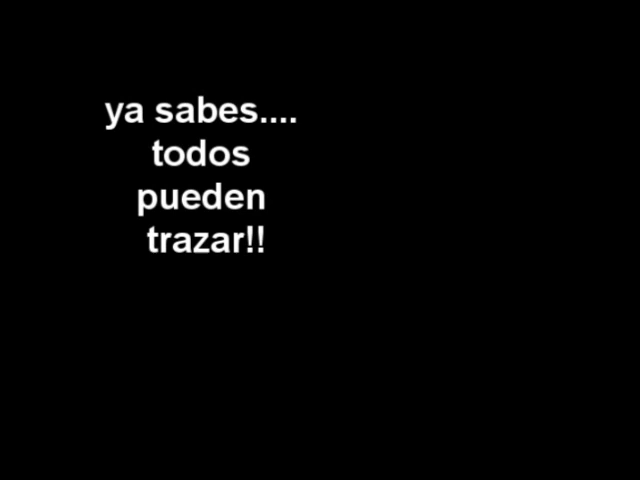 ya sabes....
todos
pueden
trazar!!